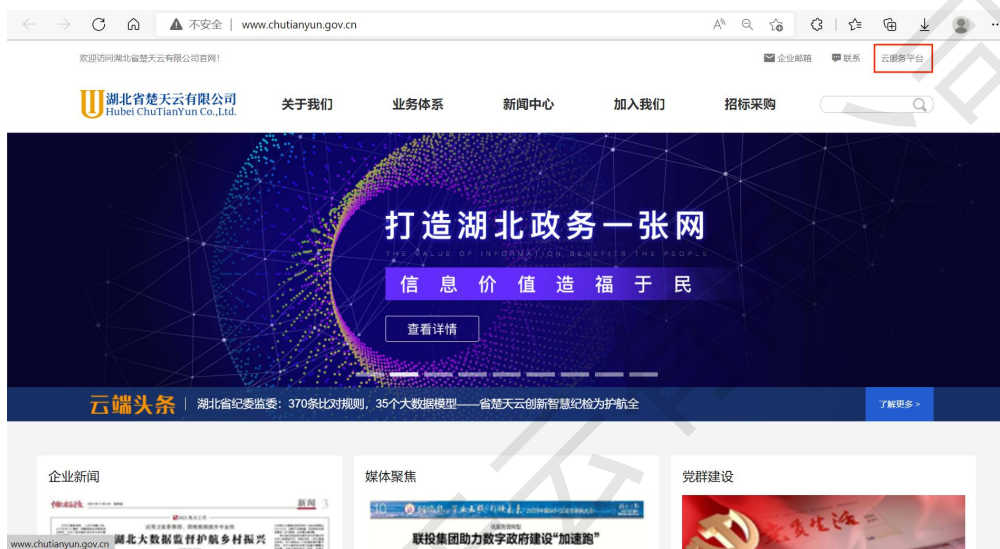 不安全 | www.chutianyun.gov.cn
欢迎访问湖北省楚天云有限公司官网!
企业邮箱 联系 云服务平台
湖北省楚天云有限公司
Hubei ChuTianYun Co.,Ltd.
关于我们 业务体系 新闻中心 加入我们 招标采购
打造湖北政务一张网
THE VALUE OF INFORMATION BENEFITS THE PEOPLE
信息价值造福于民
查看详情
云端头条 | 湖北省纪委监委：370条比对规则，35个大数据模型——省楚天云创新智慧纪检为护航全
了解更多 >
企业新闻 媒体聚焦 党群建设
新闻 3
湖北大数据监督护航乡村振兴
10
联投集团助力数字政府建设“加速跑”
www.chutianyun.gov.cn